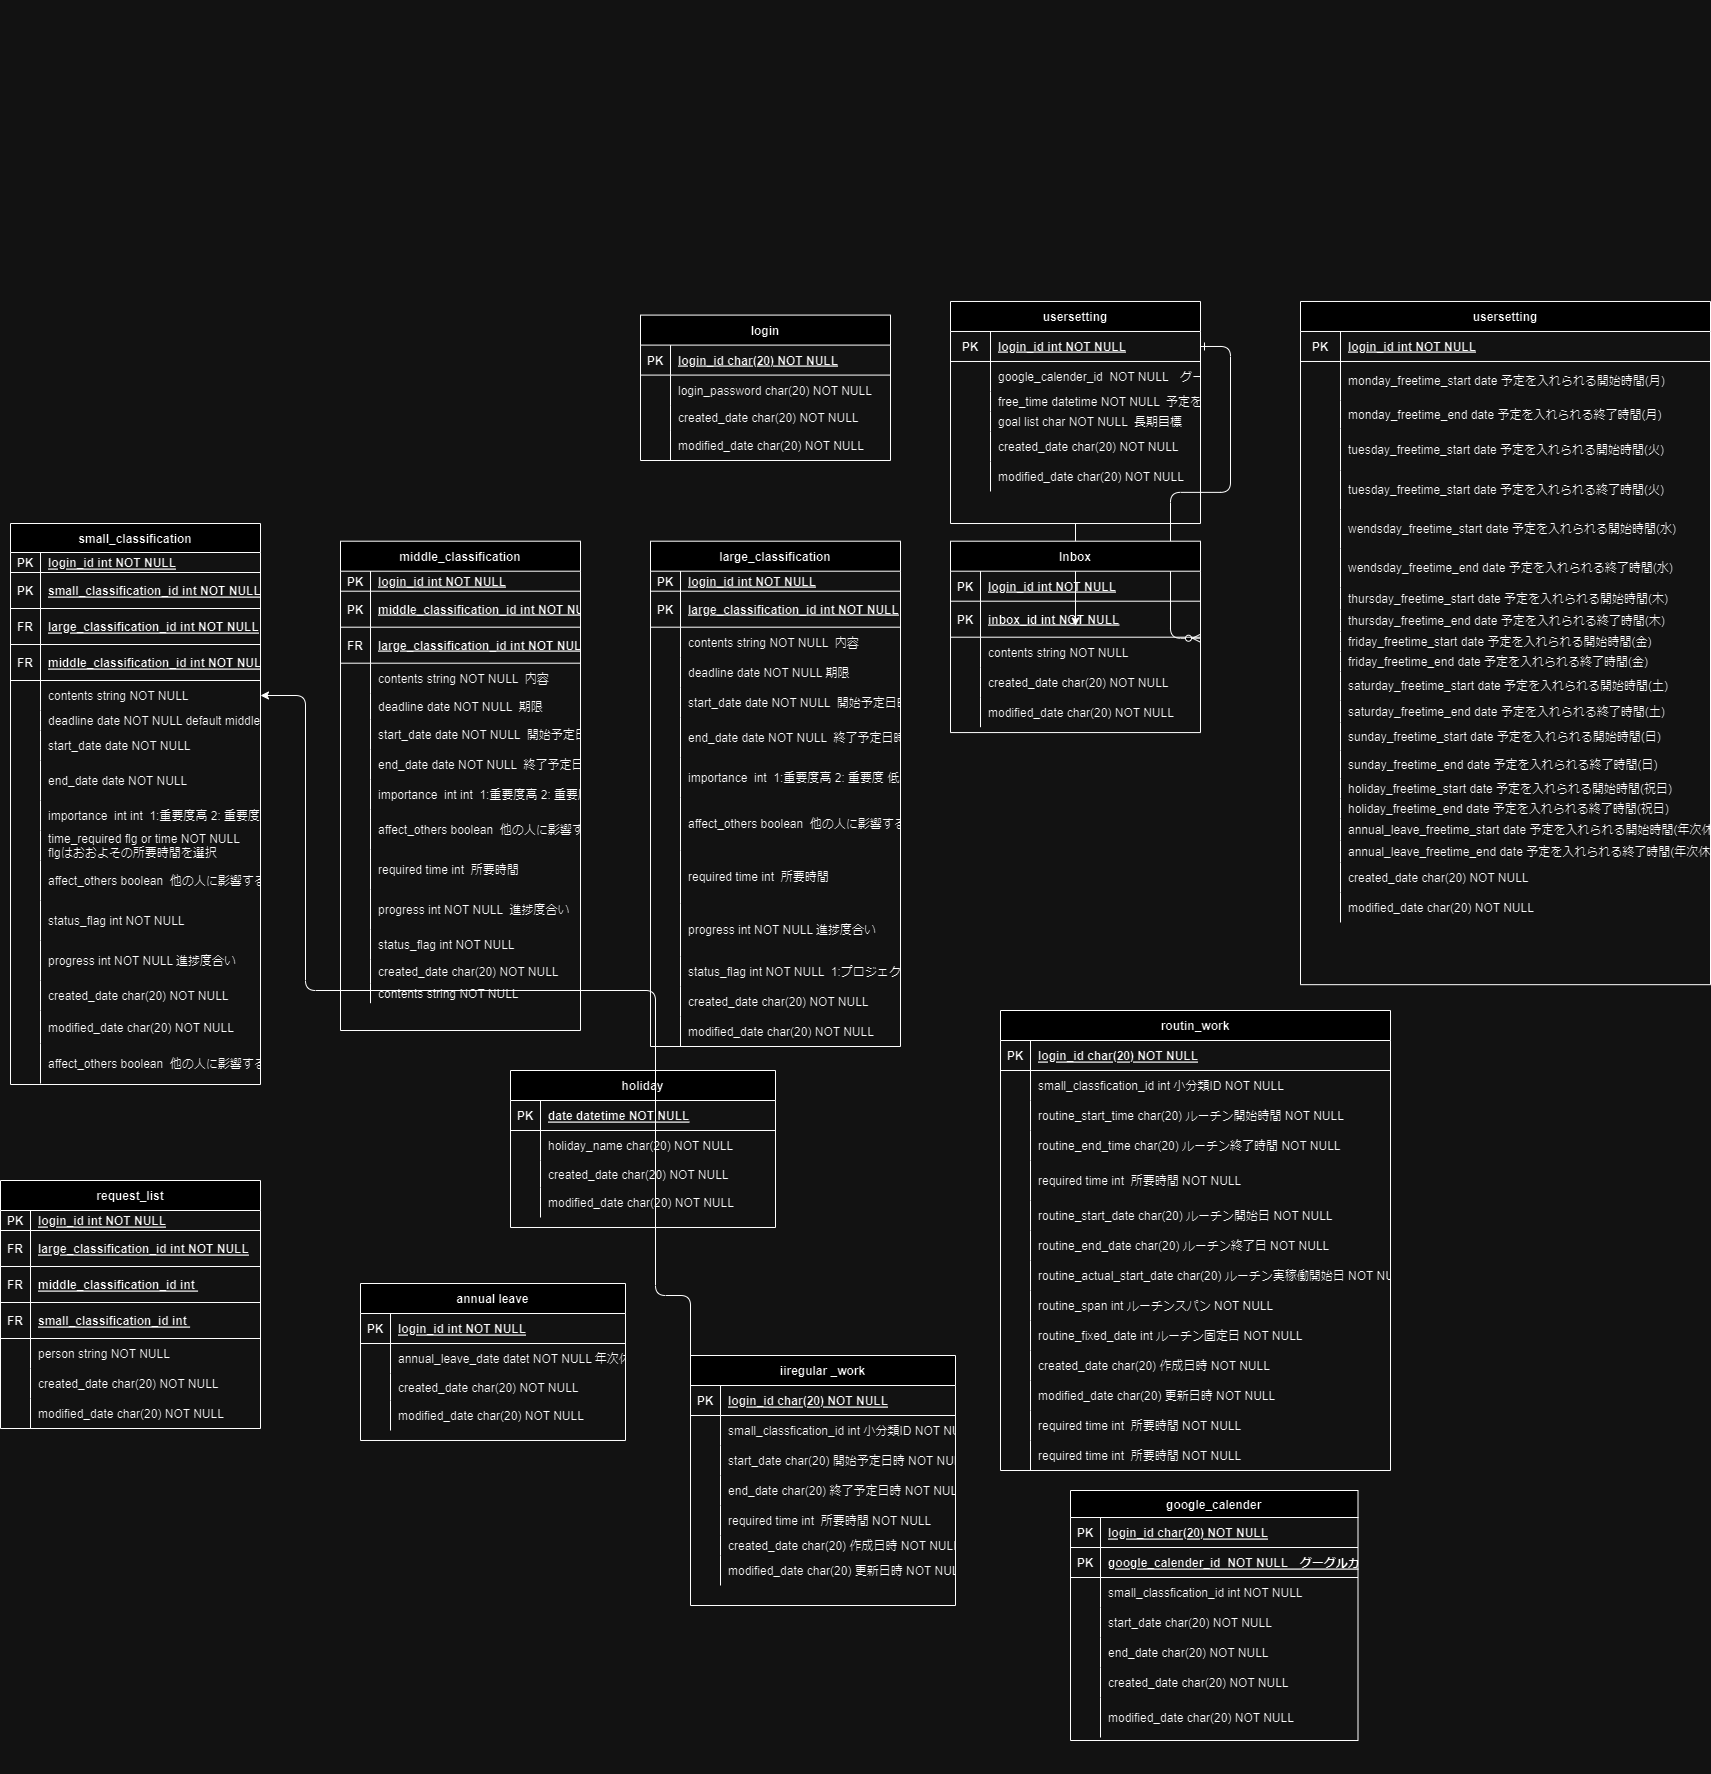 login
PK login_id char(20) NOT NULL
login_password char(20) NOT NULL
created_date char(20) NOT NULL
modified_date char(20) NOT NULL
usersetting
PK login_id int NOT NULL
google_calender_id  NOT NULL　グー
free_time datetime NOT NULL  予定を
goal list char NOT NULL  長期目標
created_date char(20) NOT NULL
modified_date char(20) NOT NULL
usersetting
PK login_id int NOT NULL
monday_freetime_start date 予定を入れられる開始時間(月)
monday_freetime_end date 予定を入れられる終了時間(月)
tuesday_freetime_start date 予定を入れられる開始時間(火)
tuesday_freetime_start date 予定を入れられる終了時間(火)
wendsday_freetime_start date 予定を入れられる開始時間(水)
wendsday_freetime_end date 予定を入れられる終了時間(水)
thursday_freetime_start date 予定を入れられる開始時間(木)
thursday_freetime_end date 予定を入れられる終了時間(木)
friday_freetime_start date 予定を入れられる開始時間(金)
friday_freetime_end date 予定を入れられる終了時間(金)
saturday_freetime_start date 予定を入れられる開始時間(土)
saturday_freetime_end date 予定を入れられる終了時間(土)
sunday_freetime_start date 予定を入れられる開始時間(日)
sunday_freetime_end date 予定を入れられる終了時間(日)
holiday_freetime_start date 予定を入れられる開始時間(祝日)
holiday_freetime_end date 予定を入れられる終了時間(祝日)
annual_leave_freetime_start date 予定を入れられる開始時間(年次休
annual_leave_freetime_end date 予定を入れられる終了時間(年次休
created_date char(20) NOT NULL
modified_date char(20) NOT NULL
small_classification
PK login_id int NOT NULL
PK small_classification_id int NOT NULL
FR large_classification_id int NOT NULL
FR middle_classification_id int NOT NUL
contents string NOT NULL
deadline date NOT NULL default middle
start_date date NOT NULL
end_date date NOT NULL
importance  int int  1:重要度高 2: 重要度
time_required flg or time NOT NULL
flgはおおよその所要時間を選択
affect_others boolean  他の人に影響する
status_flag int NOT NULL
progress int NOT NULL 進捗度合い
created_date char(20) NOT NULL
modified_date char(20) NOT NULL
affect_others boolean  他の人に影響する
middle_classification
PK login_id int NOT NULL
PK middle_classification_id int NOT NU
FR large_classification_id int NOT NUL
contents string NOT NULL  内容
deadline date NOT NULL  期限
start_date date NOT NULL  開始予定日
end_date date NOT NULL  終了予定日
importance  int int  1:重要度高 2: 重要
affect_others boolean  他の人に影響す
required time int  所要時間
progress int NOT NULL  進捗度合い
status_flag int NOT NULL
created_date char(20) NOT NULL
contents string NOT NULL
large_classification
PK login_id int NOT NULL
PK large_classification_id int NOT NULL
contents string NOT NULL  内容
deadline date NOT NULL 期限
start_date date NOT NULL  開始予定日
end_date date NOT NULL  終了予定日時
importance  int  1:重要度高 2: 重要度 低
affect_others boolean  他の人に影響する
required time int  所要時間
progress int NOT NULL 進捗度合い
status_flag int NOT NULL  1:プロジェク
created_date char(20) NOT NULL
modified_date char(20) NOT NULL
Inbox
PK login_id int NOT NULL
PK inbox_id int NOT NULL
contents string NOT NULL
created_date char(20) NOT NULL
modified_date char(20) NOT NULL
routin_work
PK login_id char(20) NOT NULL
small_classfication_id int 小分類ID NOT NULL
routine_start_time char(20) ルーチン開始時間 NOT NULL
routine_end_time char(20) ルーチン終了時間 NOT NULL
required time int  所要時間 NOT NULL
routine_start_date char(20) ルーチン開始日 NOT NULL
routine_end_date char(20) ルーチン終了日 NOT NULL
routine_actual_start_date char(20) ルーチン実稼働開始日 NOT NU
routine_span int ルーチンスパン NOT NULL
routine_fixed_date int ルーチン固定日 NOT NULL
created_date char(20) 作成日時 NOT NULL
modified_date char(20) 更新日時 NOT NULL
required time int  所要時間 NOT NULL
required time int  所要時間 NOT NULL
holiday
PK date datetime NOT NULL
holiday_name char(20) NOT NULL
created_date char(20) NOT NULL
modified_date char(20) NOT NULL
request_list
PK login_id int NOT NULL
FR large_classification_id int NOT NULL
FR middle_classification_id int
FR small_classification_id int
person string NOT NULL
created_date char(20) NOT NULL
modified_date char(20) NOT NULL
annual leave
PK login_id int NOT NULL
annual_leave_date datet NOT NULL 年次休
created_date char(20) NOT NULL
modified_date char(20) NOT NULL
iiregular _work
PK login_id char(20) NOT NULL
small_classfication_id int 小分類ID NOT NU
start_date char(20) 開始予定日時 NOT NU
end_date char(20) 終了予定日時 NOT NUL
required time int  所要時間 NOT NULL
created_date char(20) 作成日時 NOT NULL
modified_date char(20) 更新日時 NOT NUL
google_calender
PK login_id char(20) NOT NULL
PK google_calender_id  NOT NULL　グーグルカ
small_classfication_id int NOT NULL
start_date char(20) NOT NULL
end_date char(20) NOT NULL
created_date char(20) NOT NULL
modified_date char(20) NOT NULL